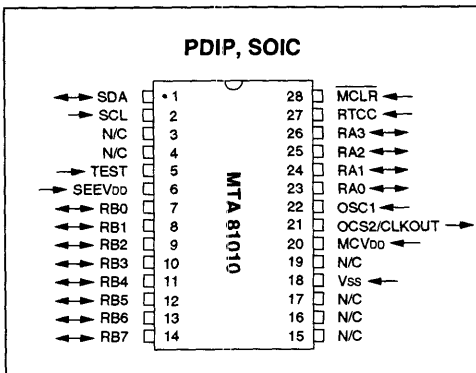 PDIP, SOIC
SDA 1 28 MCLR
SCL 2 27 RTCC
N/C 3 26 RA3
N/C 4 25 RA2
TEST 5 24 RA1
SEEVDD 6 23 RA0
RB0 7 22 OSC1
RB1 8 21 OCS2/CLKOUT
RB2 9 20 MCVDD
RB3 10 19 N/C
RB4 11 18 VSS
RB5 12 17 N/C
RB6 13 16 N/C
RB7 14 15 N/C
MTA81010